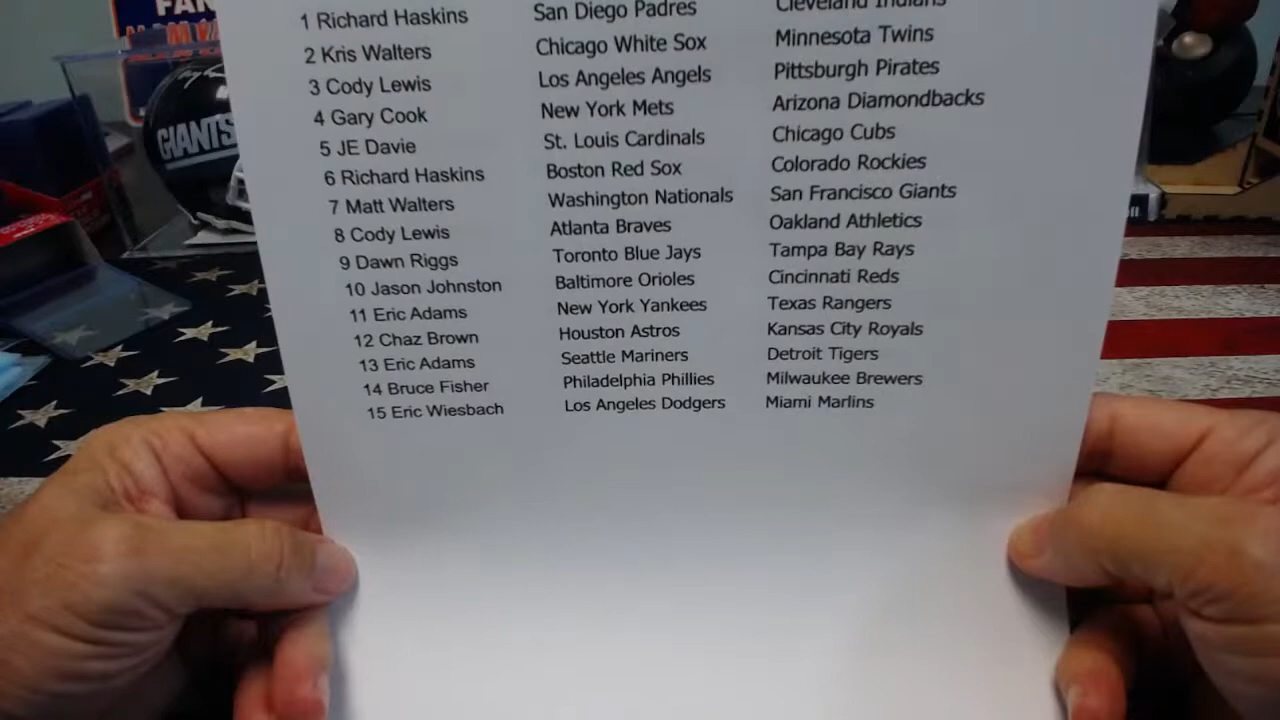 FAN
1 Richard Haskins San Diego Padres Cleveland Indians
2 Kris Walters Chicago White Sox Minnesota Twins
3 Cody Lewis Los Angeles Angels Pittsburgh Pirates
4 Gary Cook New York Mets Arizona Diamondbacks
5 JE Davie St. Louis Cardinals Chicago Cubs
6 Richard Haskins Boston Red Sox Colorado Rockies
7 Matt Walters Washington Nationals San Francisco Giants
8 Cody Lewis Atlanta Braves Oakland Athletics
9 Dawn Riggs Toronto Blue Jays Tampa Bay Rays
10 Jason Johnston Baltimore Orioles Cincinnati Reds
11 Eric Adams New York Yankees Texas Rangers
12 Chaz Brown Houston Astros Kansas City Royals
13 Eric Adams Seattle Mariners Detroit Tigers
14 Bruce Fisher Philadelphia Phillies Milwaukee Brewers
15 Eric Wiesbach Los Angeles Dodgers Miami Marlins
GIANTS